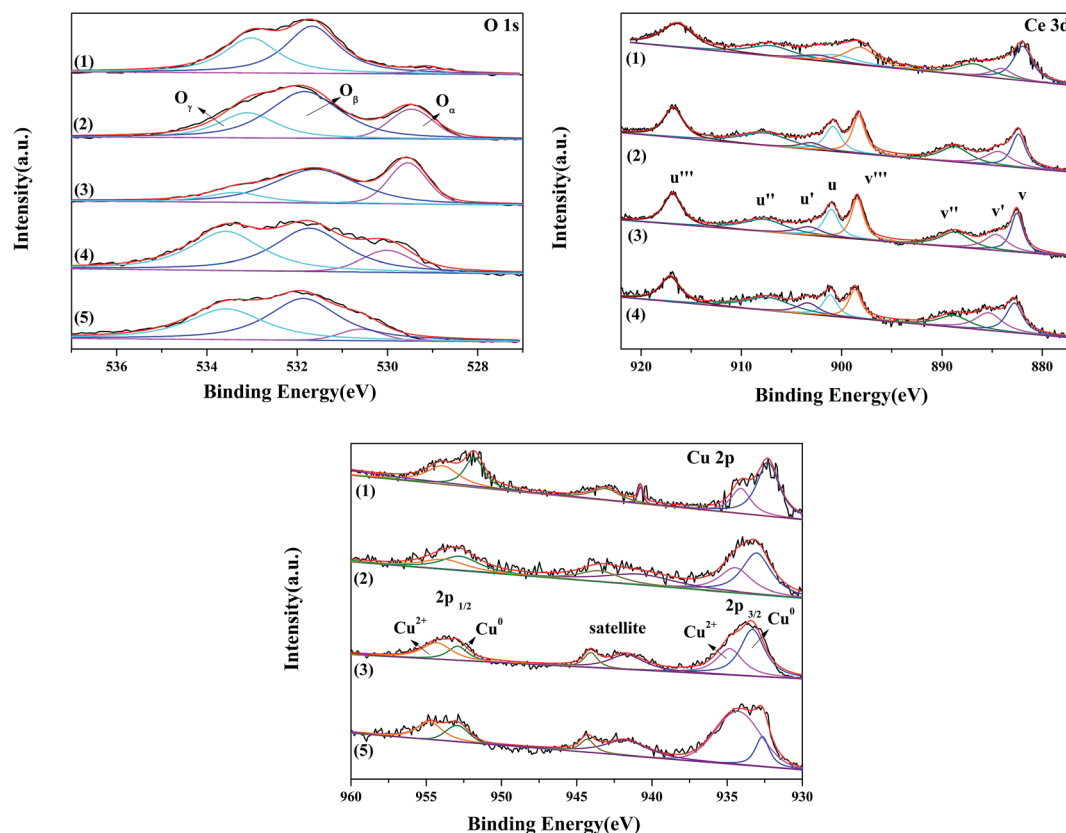 O 1s
(1)
Oγ
Oβ
Oα
(2)
(3)
(4)
(5)
Intensity(a.u.)
536 534 532 530 528
Binding Energy(eV)
Ce 3d
(1)
(2)
u''' u'' u' u v''' v'' v' v
(3)
(4)
Intensity(a.u.)
920 910 900 890 880
Binding Energy(eV)
Cu 2p
(1)
(2)
2p 1/2
2p 3/2
Cu2+ Cu0 satellite Cu2+ Cu0
(3)
(5)
Intensity(a.u.)
960 955 950 945 940 935 930
Binding Energy(eV)